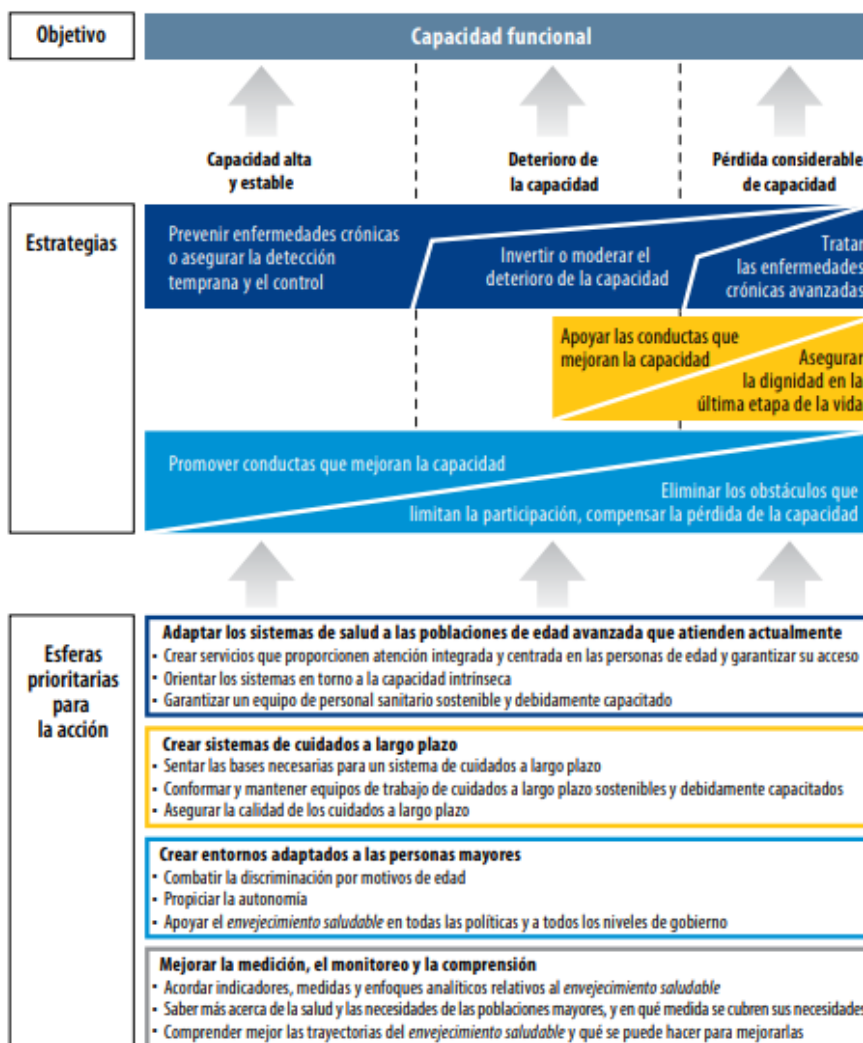 Objetivo
Capacidad funcional
Capacidad alta
y estable
Deterioro de
la capacidad
Pérdida considerable
de capacidad
Estrategias
Prevenir enfermedades crónicas
o asegurar la detección
temprana y el control
Invertir o moderar el
deterioro de la capacidad
Tratar
las enfermedades
crónicas avanzadas
Apoyar las conductas que
mejoran la capacidad
Asegurar
la dignidad en la
última etapa de la vida
Promover conductas que mejoran la capacidad
Eliminar los obstáculos que
limitan la participación, compensar la pérdida de la capacidad
Esferas
prioritarias
para
la acción
Adaptar los sistemas de salud a las poblaciones de edad avanzada que atienden actualmente
• Crear servicios que proporcionen atención integrada y centrada en las personas de edad y garantizar su acceso
• Orientar los sistemas en torno a la capacidad intrínseca
• Garantizar un equipo de personal sanitario sostenible y debidamente capacitado
Crear sistemas de cuidados a largo plazo
• Sentar las bases necesarias para un sistema de cuidados a largo plazo
• Conformar y mantener equipos de trabajo de cuidados a largo plazo sostenibles y debidamente capacitados
• Asegurar la calidad de los cuidados a largo plazo
Crear entornos adaptados a las personas mayores
• Combatir la discriminación por motivos de edad
• Propiciar la autonomía
• Apoyar el envejecimiento saludable en todas las políticas y a todos los niveles de gobierno
Mejorar la medición, el monitoreo y la comprensión
• Acordar indicadores, medidas y enfoques analíticos relativos al envejecimiento saludable
• Saber más acerca de la salud y las necesidades de las poblaciones mayores, y en qué medida se cubren sus necesidades
• Comprender mejor las trayectorias del envejecimiento saludable y qué se puede hacer para mejorarlas